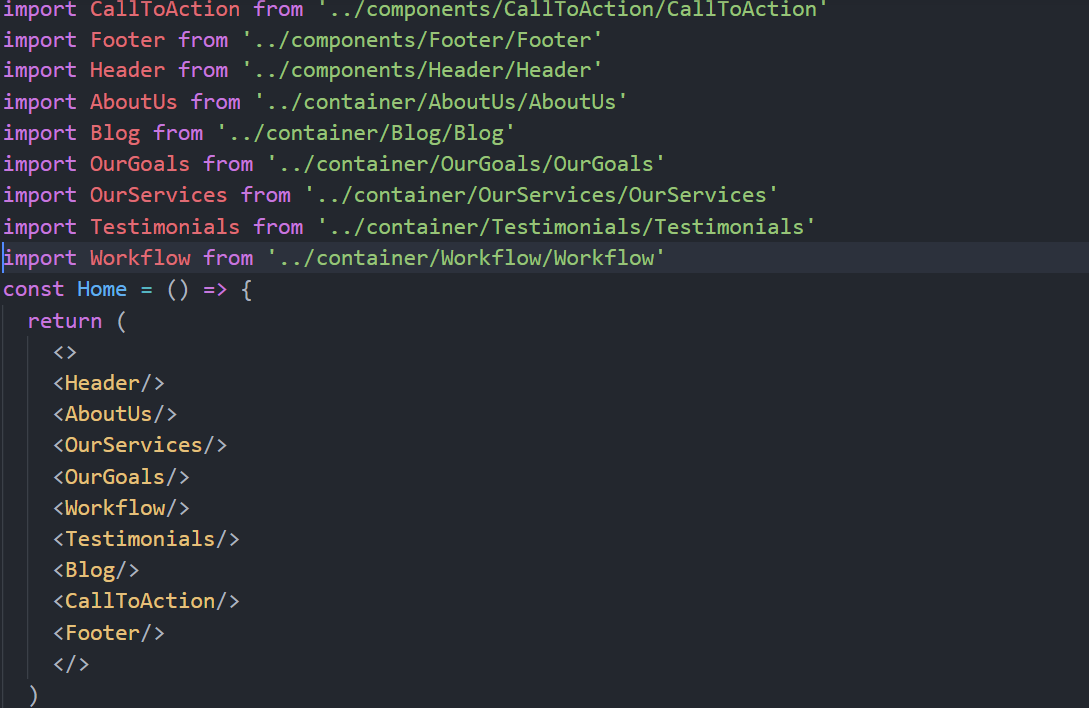 import CallToAction from '../components/CallToAction/CallToAction'
import Footer from '../components/Footer/Footer'
import Header from '../components/Header/Header'
import AboutUs from '../container/AboutUs/AboutUs'
import Blog from '../container/Blog/Blog'
import OurGoals from '../container/OurGoals/OurGoals'
import OurServices from '../container/OurServices/OurServices'
import Testimonials from '../container/Testimonials/Testimonials'
import Workflow from '../container/Workflow/Workflow'
const Home = () => {
  return (
    <>
    <Header/>
    <AboutUs/>
    <OurServices/>
    <OurGoals/>
    <Workflow/>
    <Testimonials/>
    <Blog/>
    <CallToAction/>
    <Footer/>
    </>
  )